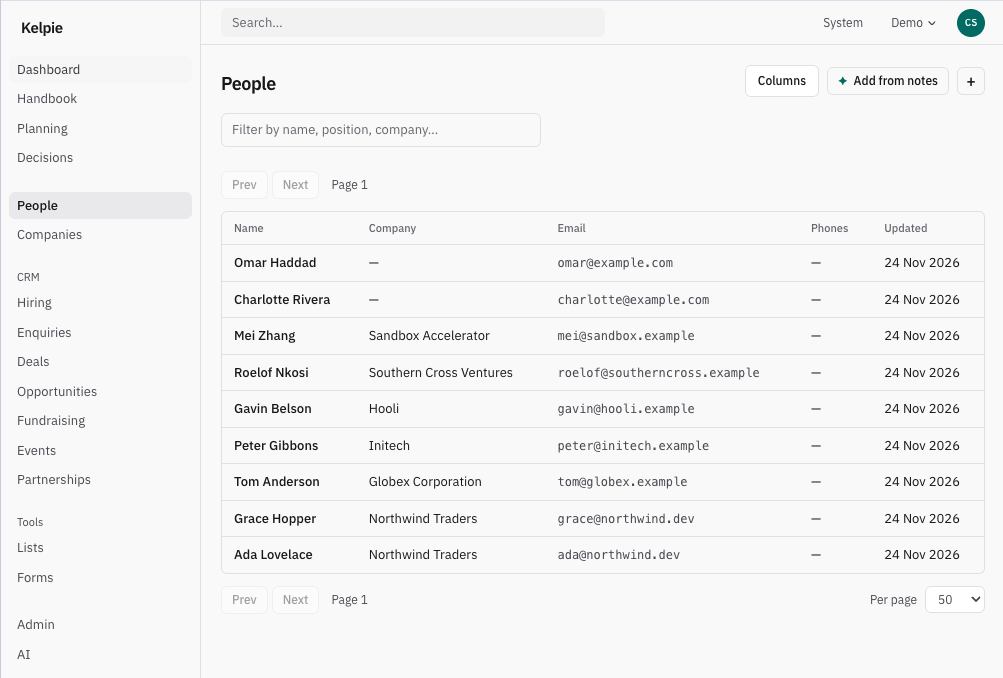 Kelpie
Search...
System
Demo
CS
Dashboard
Handbook
Planning
Decisions
People
Companies
CRM
Hiring
Enquiries
Deals
Opportunities
Fundraising
Events
Partnerships
Tools
Lists
Forms
Admin
AI
People
Columns
Add from notes
+
Filter by name, position, company...
Prev Next Page 1
Name Company Email Phones Updated
Omar Haddad — omar@example.com — 24 Nov 2026
Charlotte Rivera — charlotte@example.com — 24 Nov 2026
Mei Zhang Sandbox Accelerator mei@sandbox.example — 24 Nov 2026
Roelof Nkosi Southern Cross Ventures roelof@southerncross.example — 24 Nov 2026
Gavin Belson Hooli gavin@hooli.example — 24 Nov 2026
Peter Gibbons Initech peter@initech.example — 24 Nov 2026
Tom Anderson Globex Corporation tom@globex.example — 24 Nov 2026
Grace Hopper Northwind Traders grace@northwind.dev — 24 Nov 2026
Ada Lovelace Northwind Traders ada@northwind.dev — 24 Nov 2026
Prev Next Page 1
Per page 50